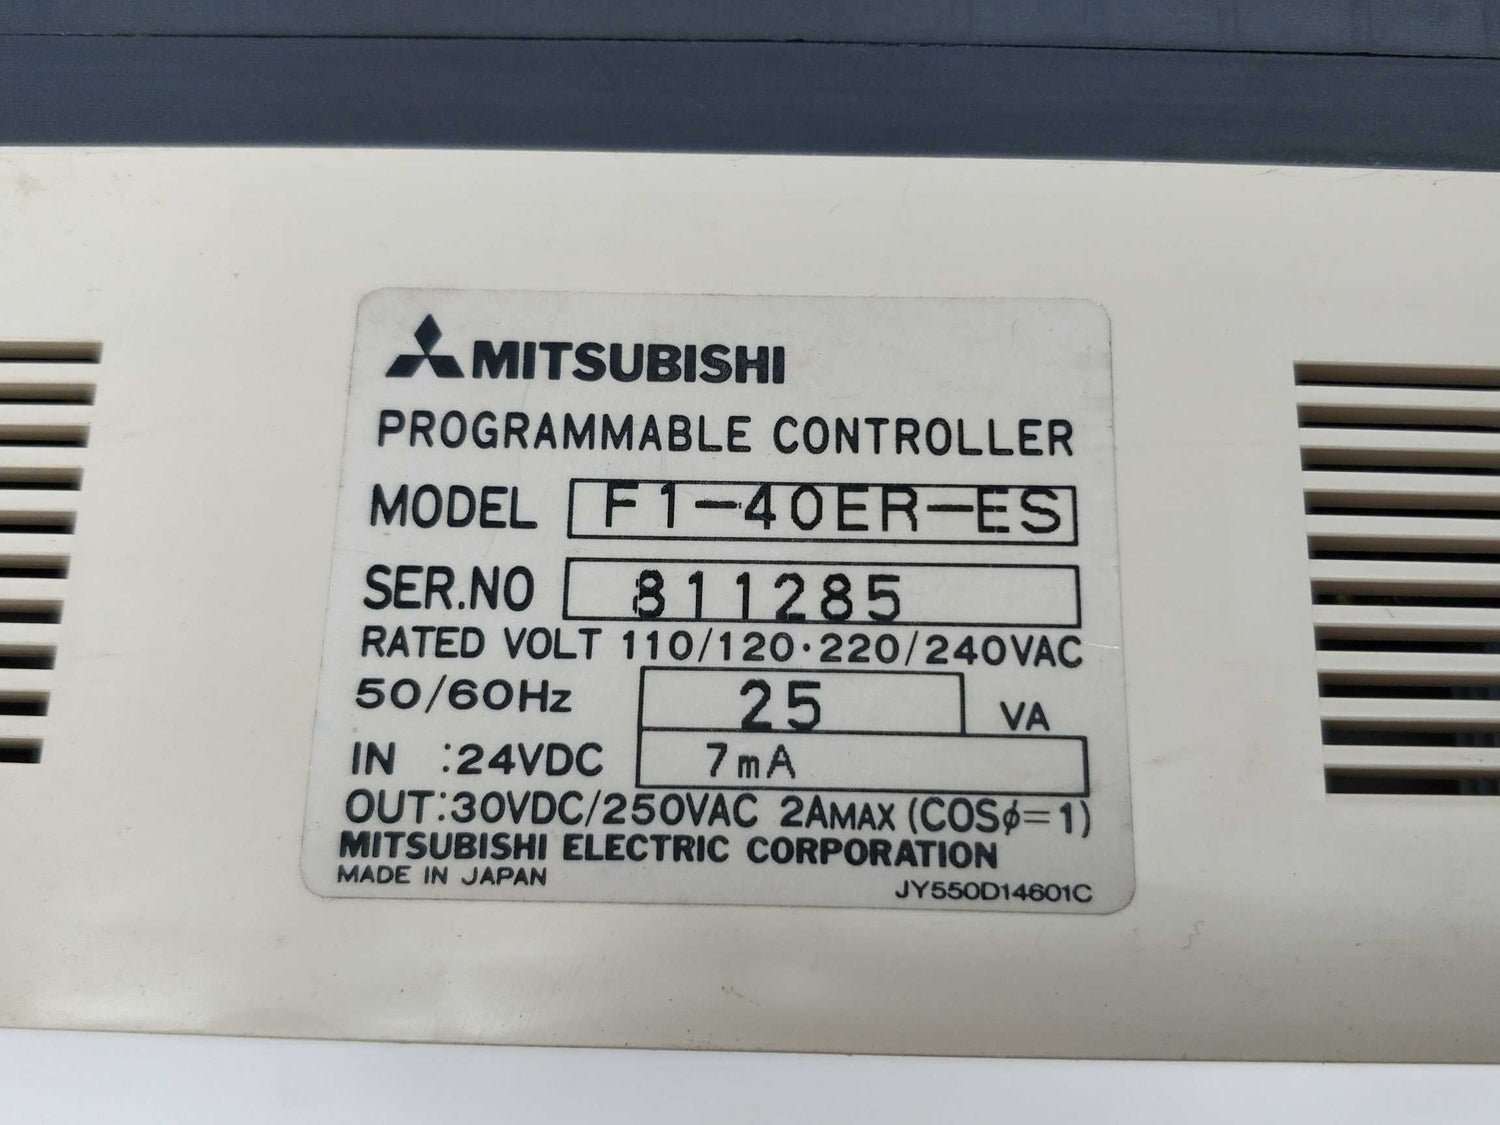 MITSUBISHI
PROGRAMMABLE CONTROLLER
MODEL F1-40ER-ES
SER.NO 811285
RATED VOLT 110/120·220/240VAC
50/60Hz 25 VA
IN :24VDC 7mA
OUT:30VDC/250VAC 2AMAX (COSφ=1)
MITSUBISHI ELECTRIC CORPORATION
MADE IN JAPAN JY550D14601C